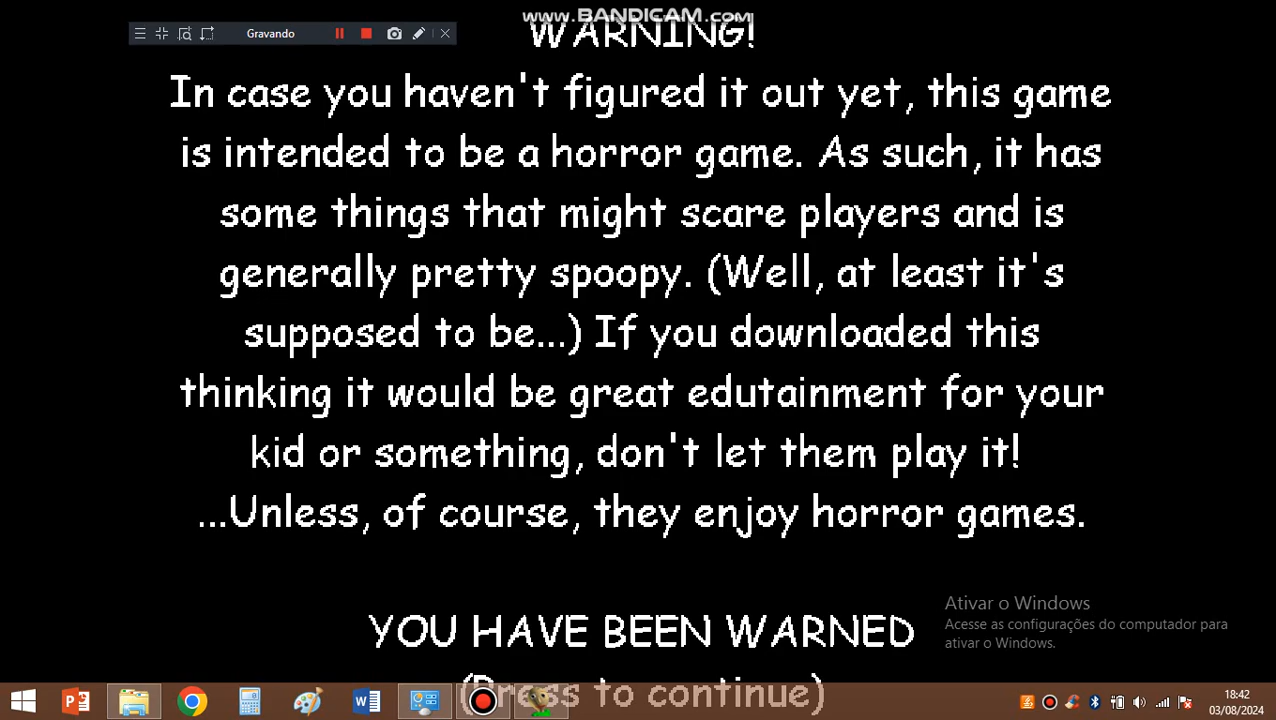 www.BANDICAM.com
Gravando
WARNING!
In case you haven't figured it out yet, this game
is intended to be a horror game. As such, it has
some things that might scare players and is
generally pretty spoopy. (Well, at least it's
supposed to be...) If you downloaded this
thinking it would be great edutainment for your
kid or something, don't let them play it!
...Unless, of course, they enjoy horror games.
Ativar o Windows
Acesse as configurações do computador para
ativar o Windows.
YOU HAVE BEEN WARNED
(Press to continue)
18:42
03/08/2024